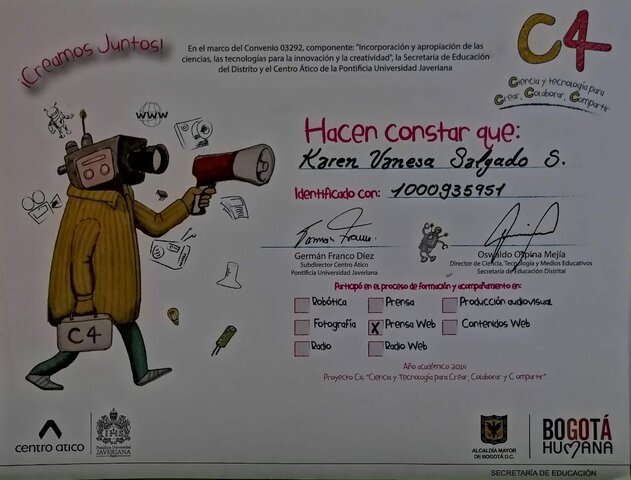 ¡Creamos Juntos!
En el marco del Convenio 03292, componente: "Incorporación y apropiación de las
ciencias, las tecnologías para la innovación y la creatividad", la Secretaría de Educación
del Distrito y el Centro Ático de la Pontificia Universidad Javeriana
C4
Ciencia y tecnología para
Crear, Colaborar, Compartir
www
Hacen constar que:
Karen Vanesa Salgado S.
Identificado con: 1000935951
Germán Franco Díez
Subdirector Centro Ático
Pontificia Universidad Javeriana
Oswaldo Ospina Mejía
Director de Ciencia, Tecnología y Medios Educativos
Secretaría de Educación Distrital
Participó en el proceso de formación y acompañamiento en:
Robótica
Prensa
Producción audiovisual
Fotografía
X Prensa Web
Contenidos Web
Radio
Radio Web
Año académico 2014
Proyecto C4: "Ciencia y Tecnología para Crear, Colaborar y Compartir".
C4
centro atico
Pontificia Universidad
JAVERIANA
ALCALDÍA MAYOR
DE BOGOTÁ D.C.
BOGOTÁ
HUMANA
SECRETARÍA DE EDUCACIÓN